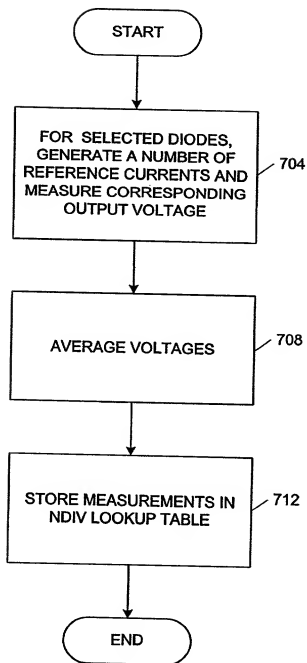 START
FOR SELECTED DIODES,
GENERATE A NUMBER OF
REFERENCE CURRENTS AND
MEASURE CORRESPONDING
OUTPUT VOLTAGE
704
AVERAGE VOLTAGES
708
STORE MEASUREMENTS IN
NDIV LOOKUP TABLE
712
END